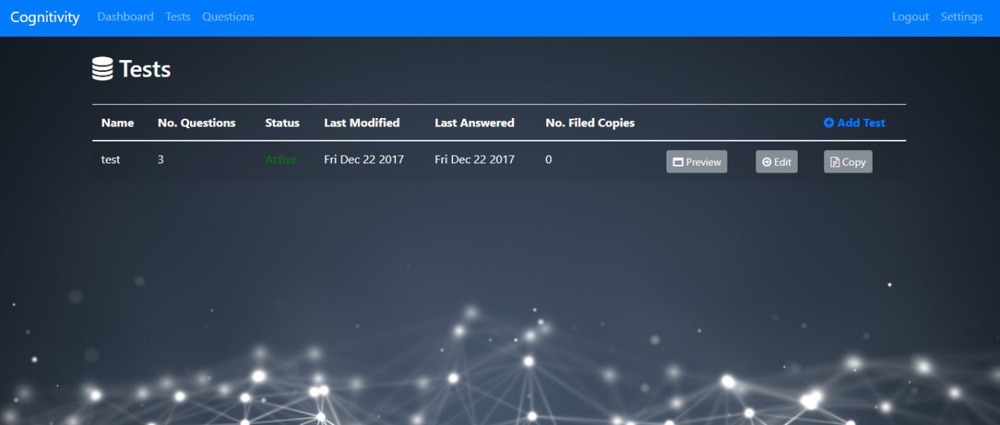 Cognitivity Dashboard Tests Questions Logout Settings
Tests
Name No. Questions Status Last Modified Last Answered No. Filed Copies Add Test
test 3 Active Fri Dec 22 2017 Fri Dec 22 2017 0 Preview Edit Copy